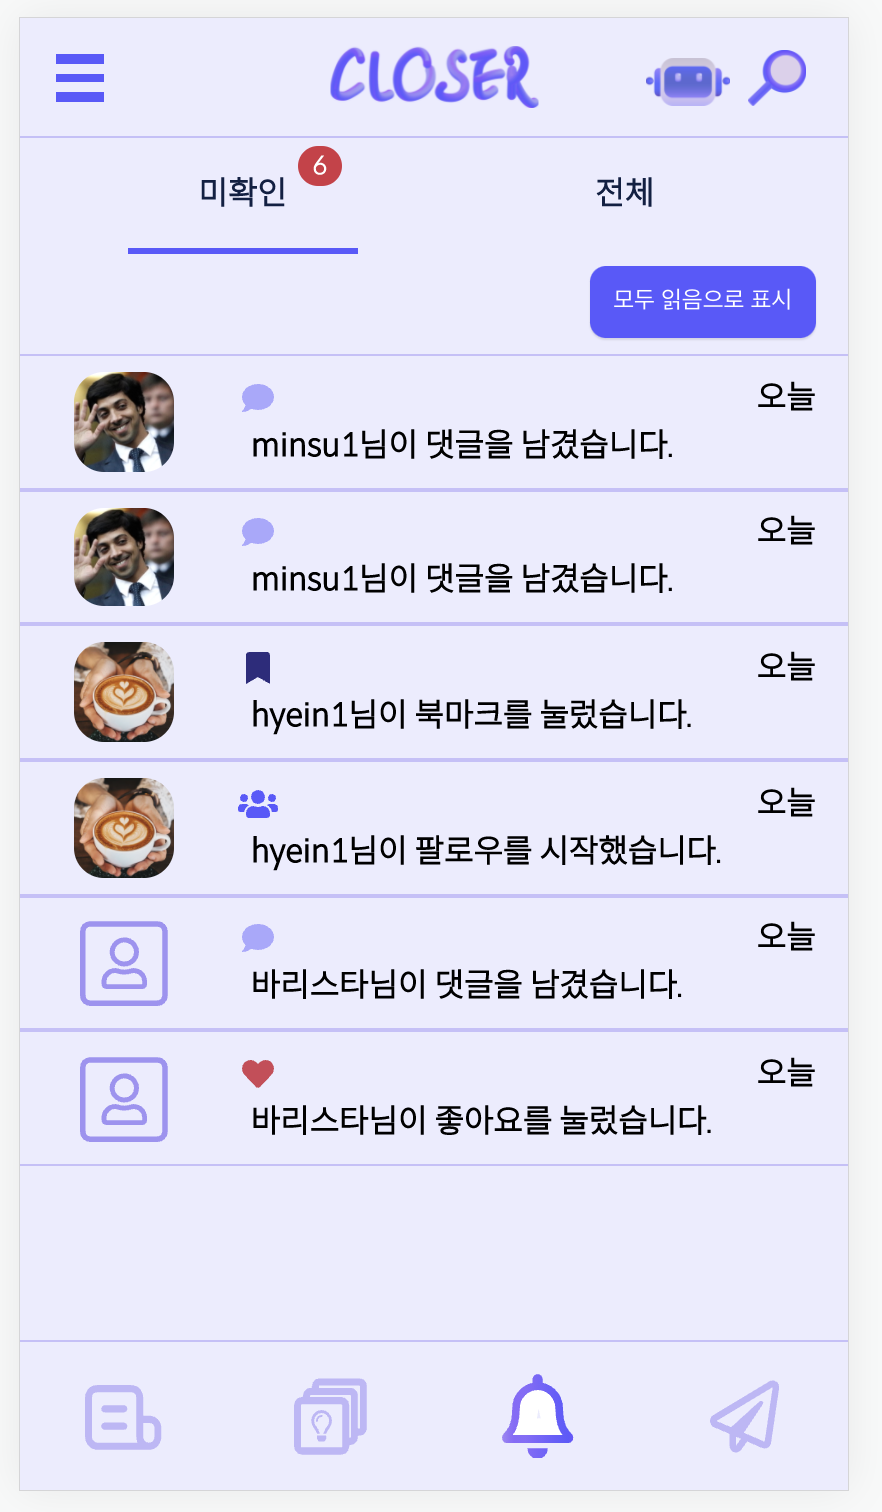 CLOSER
미확인
6
전체
모두 읽음으로 표시
오늘
minsu1님이 댓글을 남겼습니다.
오늘
minsu1님이 댓글을 남겼습니다.
오늘
hyein1님이 북마크를 눌렀습니다.
오늘
hyein1님이 팔로우를 시작했습니다.
오늘
바리스타님이 댓글을 남겼습니다.
오늘
바리스타님이 좋아요를 눌렀습니다.